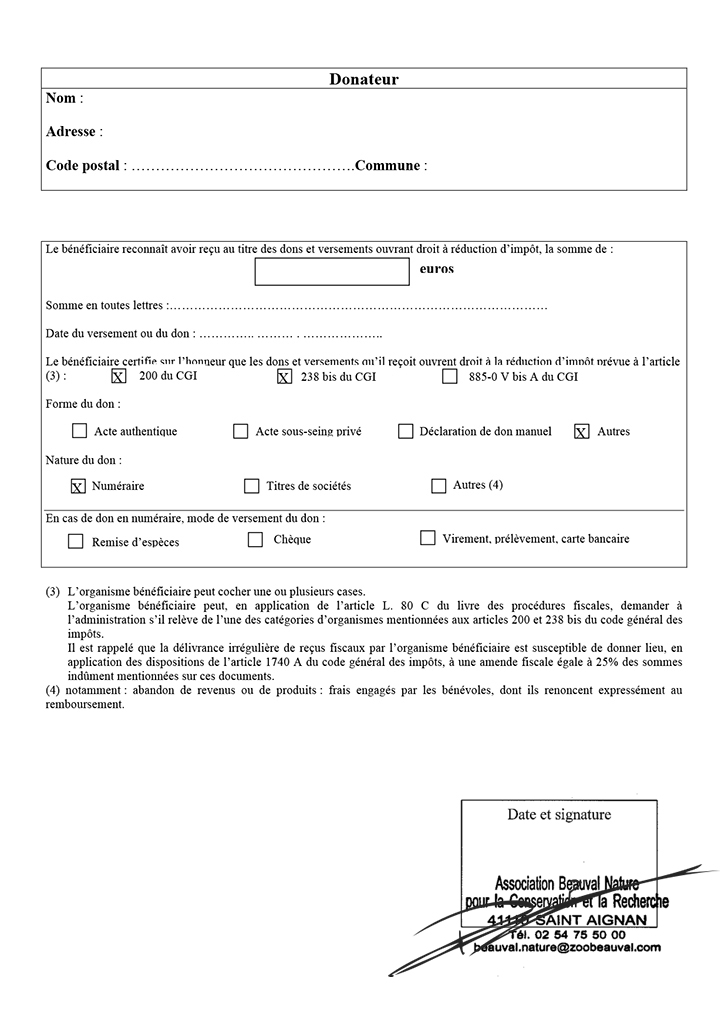 Donateur
Nom :
Adresse :
Code postal : ………………………………………….Commune :
Le bénéficiaire reconnaît avoir reçu au titre des dons et versements ouvrant droit à réduction d'impôt, la somme de :
euros
Somme en toutes lettres :…………………………………………………………………………………
Date du versement ou du don : ………….. ……… . ………………..
Le bénéficiaire certifie sur l'honneur que les dons et versements qu'il reçoit ouvrent droit à la réduction d'impôt prévue à l'article
(3) : X 200 du CGI X 238 bis du CGI 885-0 V bis A du CGI
Forme du don :
Acte authentique Acte sous-seing privé Déclaration de don manuel X Autres
Nature du don :
X Numéraire Titres de sociétés Autres (4)
En cas de don en numéraire, mode de versement du don :
Remise d'espèces Chèque Virement, prélèvement, carte bancaire
(3) L'organisme bénéficiaire peut cocher une ou plusieurs cases.
L'organisme bénéficiaire peut, en application de l'article L. 80 C du livre des procédures fiscales, demander à
l'administration s'il relève de l'une des catégories d'organismes mentionnées aux articles 200 et 238 bis du code général des
impôts.
Il est rappelé que la délivrance irrégulière de reçus fiscaux par l'organisme bénéficiaire est susceptible de donner lieu, en
application des dispositions de l'article 1740 A du code général des impôts, à une amende fiscale égale à 25% des sommes
indûment mentionnées sur ces documents.
(4) notamment : abandon de revenus ou de produits : frais engagés par les bénévoles, dont ils renoncent expressément au
remboursement.
Date et signature
Association Beauval Nature
pour la Conservation et la Recherche
41110 SAINT AIGNAN
Tél. 02 54 75 50 00
beauval.nature@zoobeauval.com